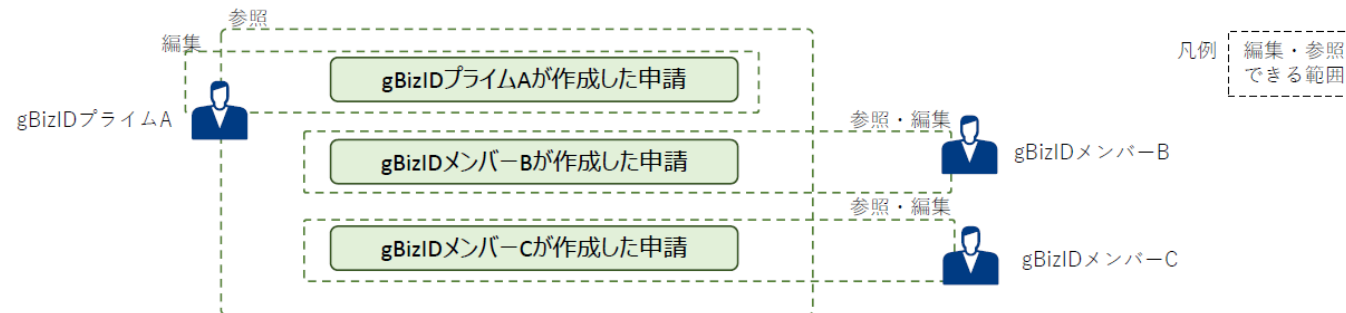 参照
編集
gBizIDプライムAが作成した申請
gBizIDプライムA
凡例
編集・参照
できる範囲
参照・編集
gBizIDメンバーBが作成した申請
gBizIDメンバーB
参照・編集
gBizIDメンバーCが作成した申請
gBizIDメンバーC